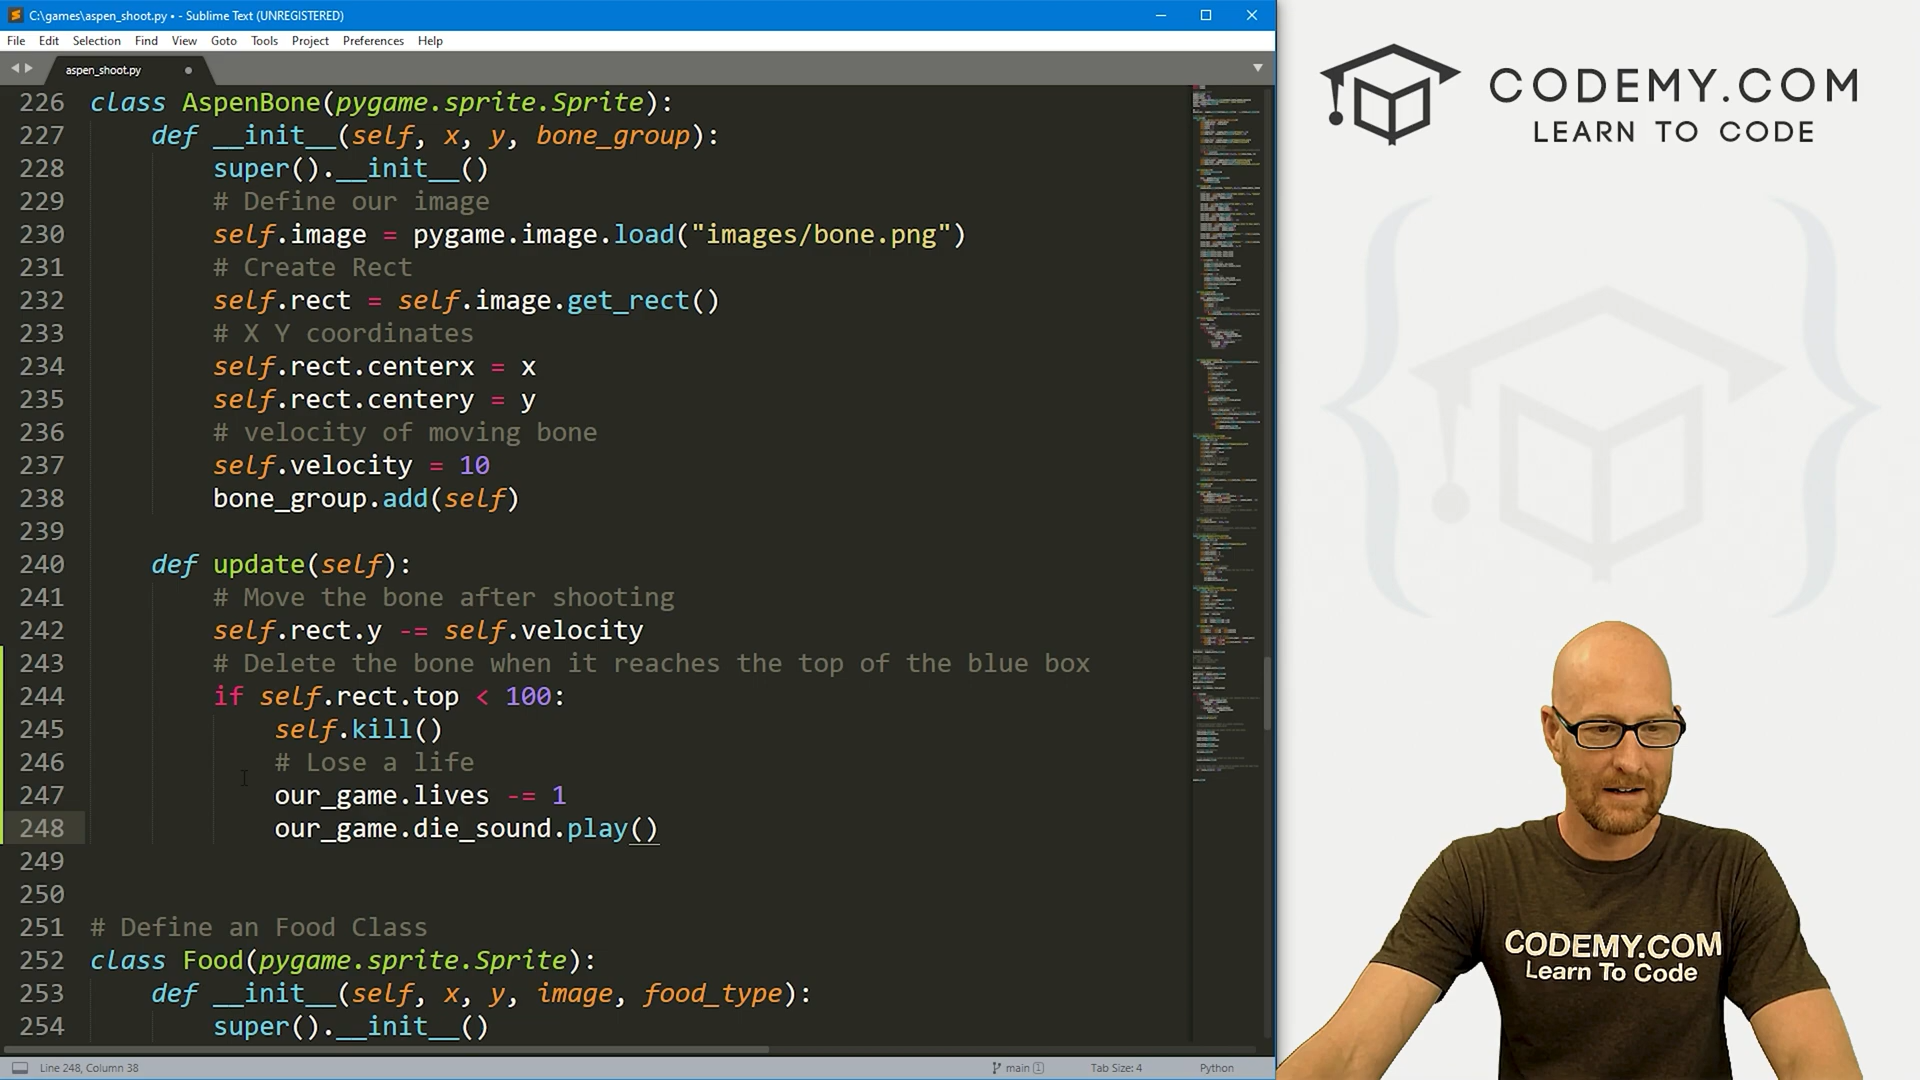 C:\games\aspen_shoot.py • - Sublime Text (UNREGISTERED)
File Edit Selection Find View Goto Tools Project Preferences Help
aspen_shoot.py
226 class AspenBone(pygame.sprite.Sprite):
227     def __init__(self, x, y, bone_group):
228         super().__init__()
229         # Define our image
230         self.image = pygame.image.load("images/bone.png")
231         # Create Rect
232         self.rect = self.image.get_rect()
233         # X Y coordinates
234         self.rect.centerx = x
235         self.rect.centery = y
236         # velocity of moving bone
237         self.velocity = 10
238         bone_group.add(self)
239
240     def update(self):
241         # Move the bone after shooting
242         self.rect.y -= self.velocity
243         # Delete the bone when it reaches the top of the blue box
244         if self.rect.top < 100:
245             self.kill()
246             # Lose a life
247             our_game.lives -= 1
248             our_game.die_sound.play()
249
250
251 # Define an Food Class
252 class Food(pygame.sprite.Sprite):
253     def __init__(self, x, y, image, food_type):
254         super().__init__()
Line 248, Column 38
main 1
Tab Size: 4
Python
CODEMY.COM
LEARN TO CODE
CODEMY.COM
Learn To Code